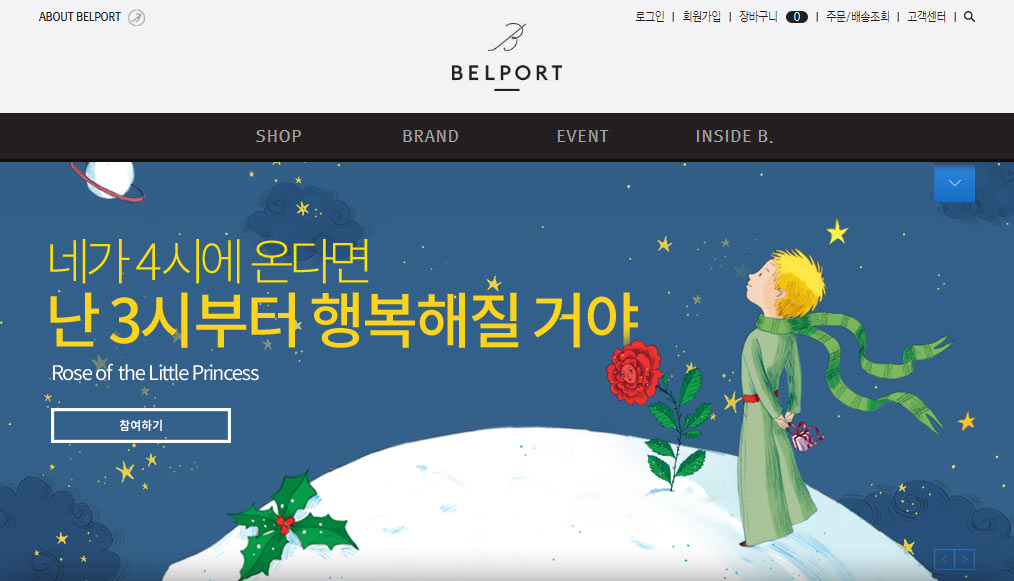 ABOUT BELPORT
로그인 | 회원가입 | 장바구니 0 | 주문/배송조회 | 고객센터 |
B
BELPORT
SHOP BRAND EVENT INSIDE B.
네가 4시에 온다면
난 3시부터 행복해질 거야
Rose of the Little Princess
참여하기